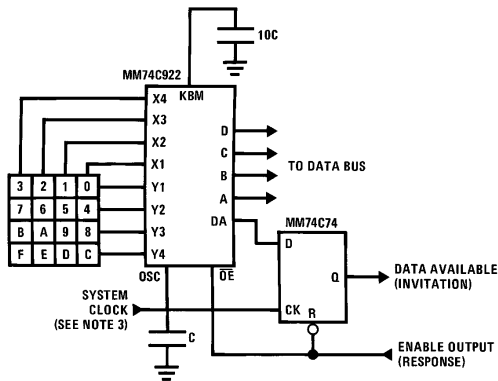 10C
MM74C922
KBM
X4
X3
X2
X1
Y1
Y2
Y3
Y4
D
C
B
A
DA
TO DATA BUS
3 2 1 0
7 6 5 4
B A 9 8
F E D C
OSC
OE
MM74C74
D
Q
CK
R
DATA AVAILABLE
(INVITATION)
SYSTEM
CLOCK
(SEE NOTE 3)
C
ENABLE OUTPUT
(RESPONSE)